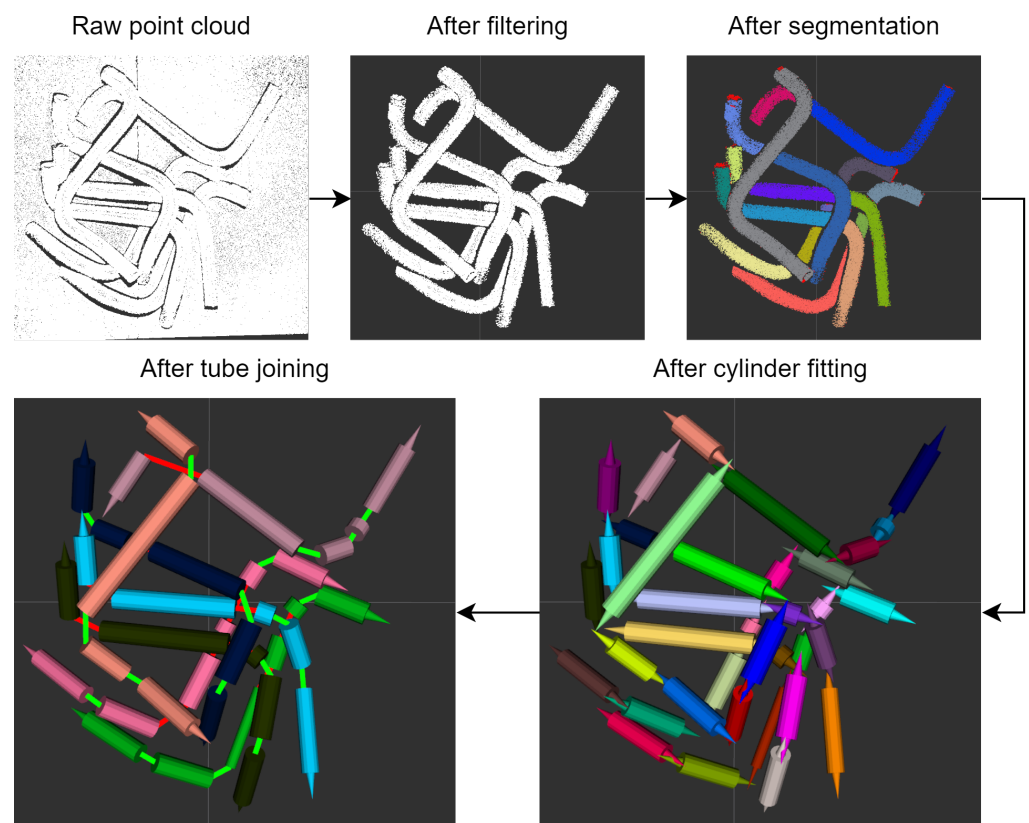 Raw point cloud
After filtering
After segmentation
After tube joining
After cylinder fitting